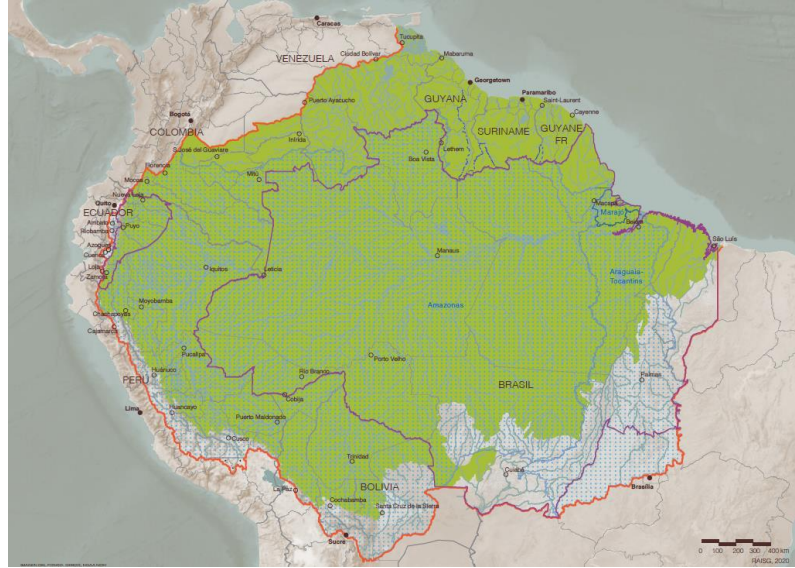 Caracas
Tucupita
Ciudad Bolívar
Mabaruma
VENEZUELA
Georgetown
Puerto Ayacucho
GUYANA
Paramaribo
Saint-Laurent
Cayenne
Bogotá
COLOMBIA
SURINAME
GUYANE/
FR
Inírida
Lethem
San José del Guaviare
Boa Vista
Florencia
Mitú
Mocoa
Nueva Loja
Quito
ECUADOR
Macapá
Marajó
Belém
Ambato
Riobamba
Puyo
São Luís
Azogues
Cuenca
Manaus
Loja
Zamora
Iquitos
Leticia
Araguaia-
Tocantins
Moyobamba
Chachapoyas
Amazonas
Cajamarca
Pucallpa
Porto Velho
Huánuco
Rio Branco
PERÚ
BRASIL
Palmas
Cobija
Lima
Huancayo
Puerto Maldonado
Cusco
Trinidad
Cuiabá
La Paz
BOLIVIA
Brasília
Cochabamba
Santa Cruz de la Sierra
Sucre
0 100 200 300 400 km
RAISG, 2020